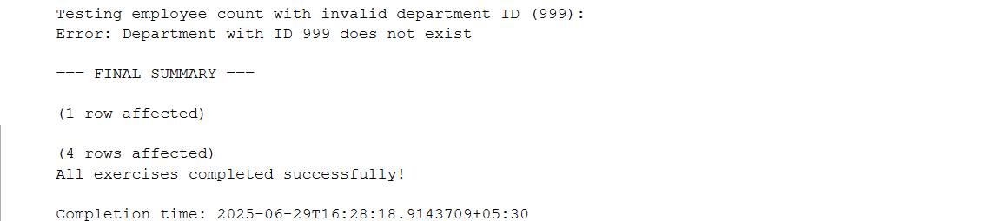 Testing employee count with invalid department ID (999):
Error: Department with ID 999 does not exist
=== FINAL SUMMARY ===
(1 row affected)
(4 rows affected)
All exercises completed successfully!
Completion time: 2025-06-29T16:28:18.9143709+05:30